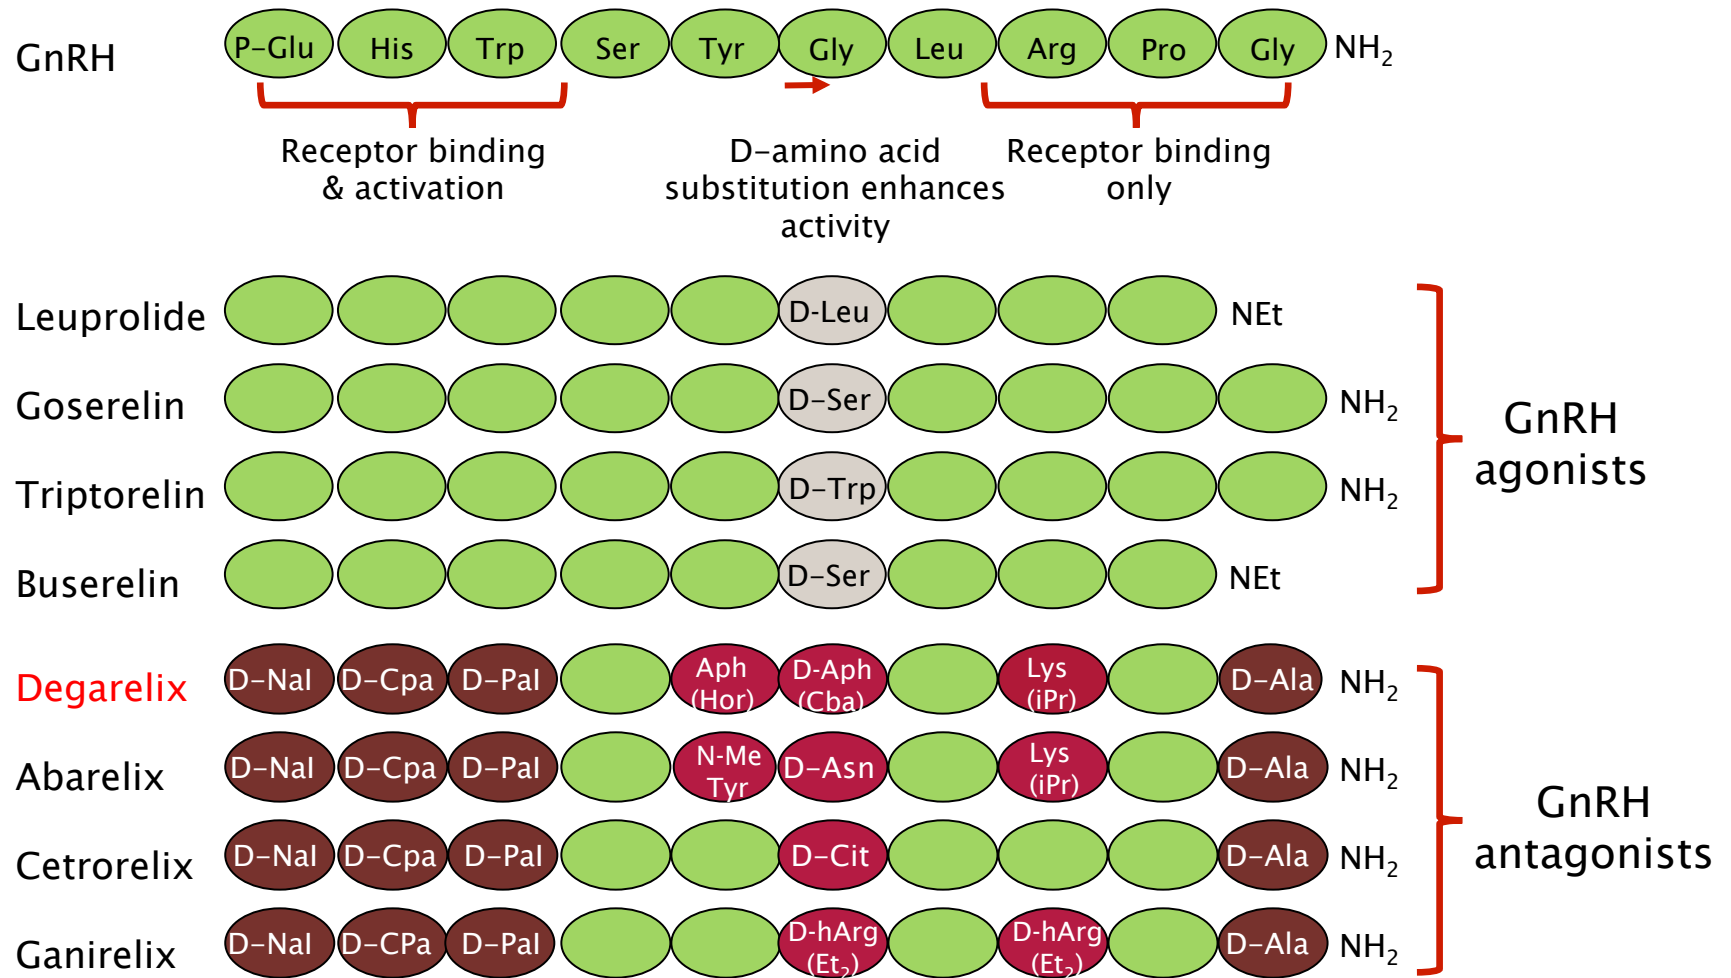 GnRH P-Glu His Trp Ser Tyr Gly Leu Arg Pro Gly NH₂
Receptor binding
& activation
D-amino acid
substitution enhances
activity
Receptor binding
only
Leuprolide D-Leu NEt
Goserelin D-Ser NH₂
Triptorelin D-Trp NH₂
Buserelin D-Ser NEt
GnRH
agonists
Degarelix D-Nal D-Cpa D-Pal Aph
(Hor) D-Aph
(Cba) Lys
(iPr) D-Ala NH₂
Abarelix D-Nal D-Cpa D-Pal N-Me
Tyr D-Asn Lys
(iPr) D-Ala NH₂
Cetrorelix D-Nal D-Cpa D-Pal D-Cit D-Ala NH₂
Ganirelix D-Nal D-CPa D-Pal D-hArg
(Et₂) D-hArg
(Et₂) D-Ala NH₂
GnRH
antagonists